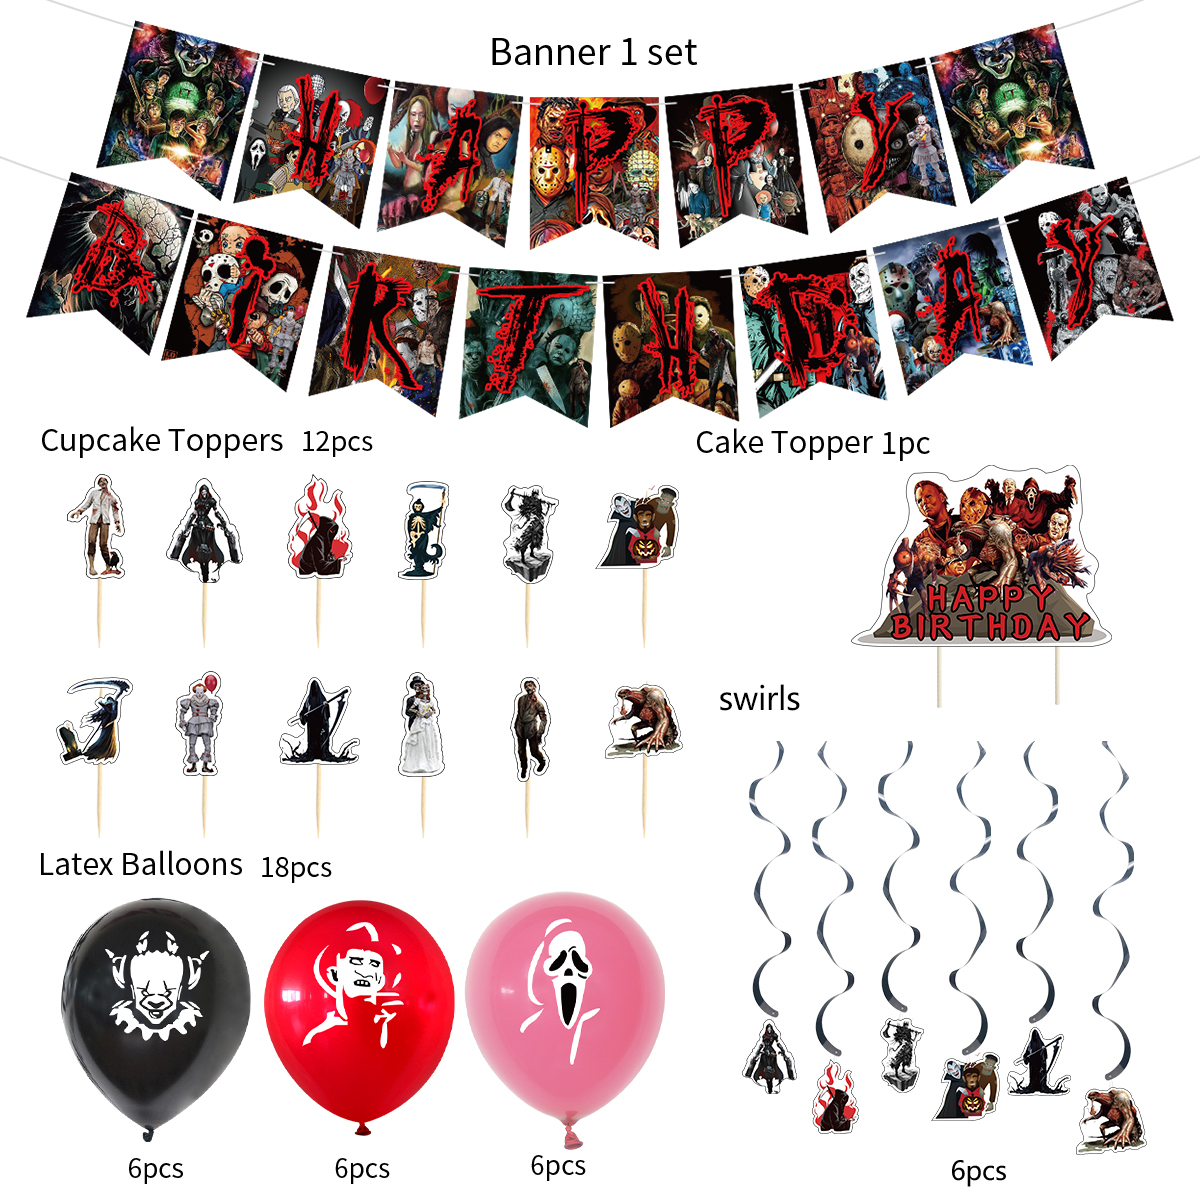 Banner 1 set
HAPPY
BIRTHDAY
Cupcake Toppers 12pcs
Cake Topper 1pc
HAPPY
BIRTHDAY
swirls
Latex Balloons 18pcs
6pcs
6pcs
6pcs
6pcs